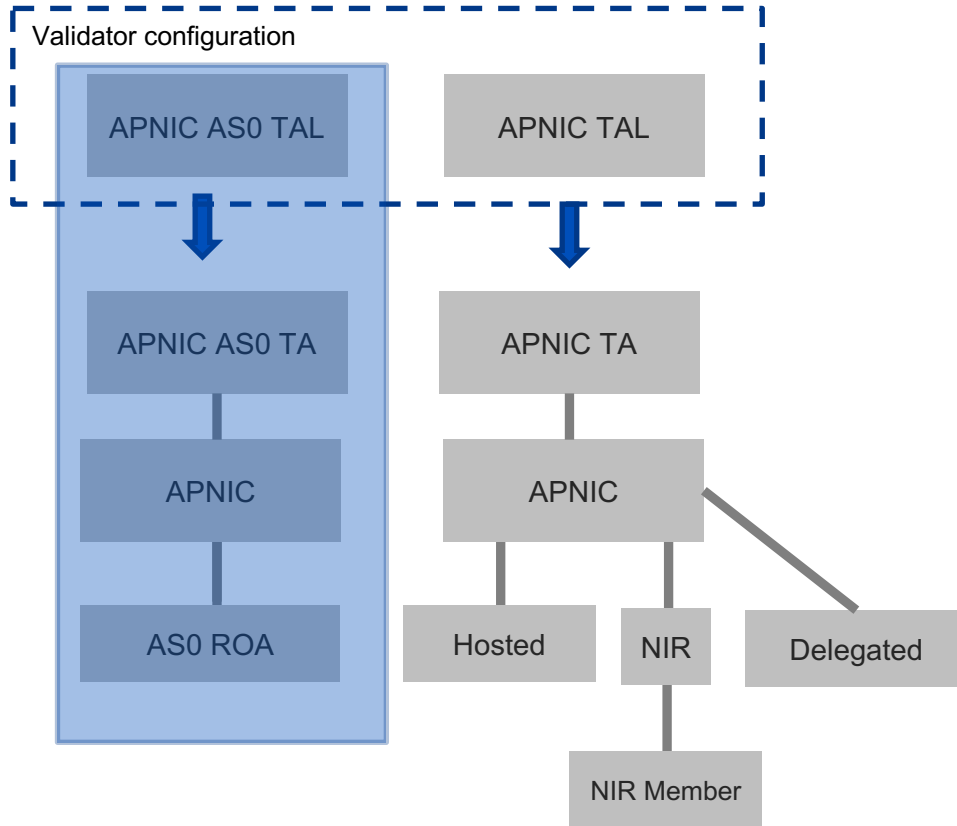 Validator configuration
APNIC AS0 TAL
APNIC TAL
APNIC AS0 TA
APNIC TA
APNIC
APNIC
AS0 ROA
Hosted
NIR
Delegated
NIR Member